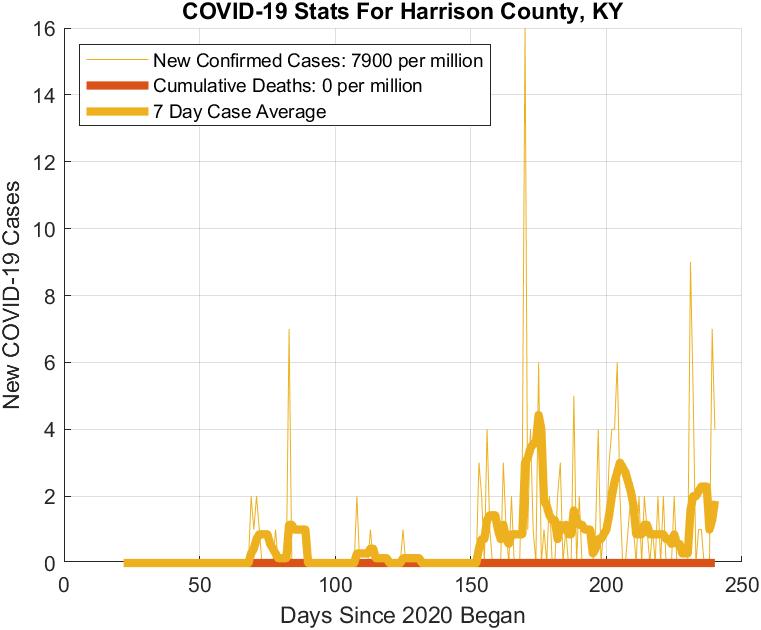 COVID-19 Stats For Harrison County, KY
New Confirmed Cases: 7900 per million
Cumulative Deaths: 0 per million
7 Day Case Average
New COVID-19 Cases
16
14
12
10
8
6
4
2
0
0 50 100 150 200 250
Days Since 2020 Began